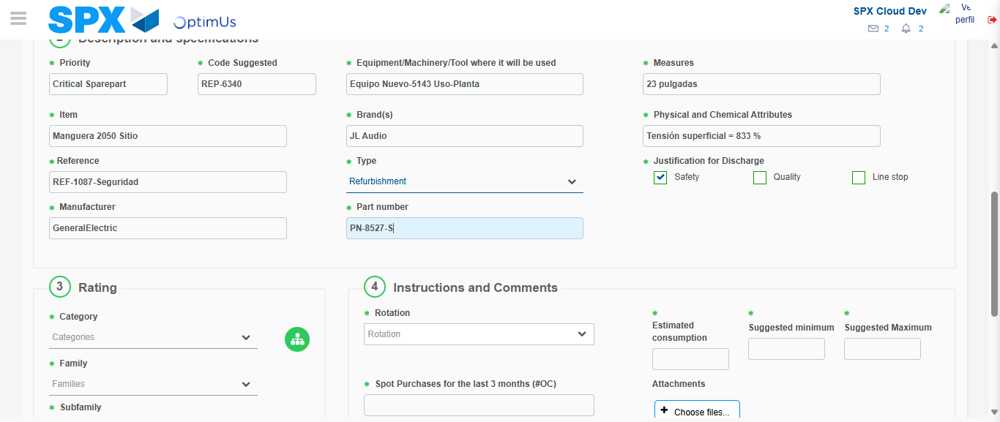 SPX
OptimUs
SPX Cloud Dev
2
2
Ve
perfil
2 Description and specifications
* Priority
Critical Sparepart
* Code Suggested
REP-6340
* Equipment/Machinery/Tool where it will be used
Equipo Nuevo-5143 Uso-Planta
* Measures
23 pulgadas
* Item
Manguera 2050 Sitio
* Brand(s)
JL Audio
* Physical and Chemical Attributes
Tensión superficial = 833 %
* Reference
REF-1087-Seguridad
* Type
Refurbishment
* Justification for Discharge
Safety
Quality
Line stop
* Manufacturer
GeneralElectric
* Part number
PN-8527-S
3 Rating
* Category
Categories
* Family
Families
* Subfamily
4 Instructions and Comments
* Rotation
Rotation
* Estimated
consumption
* Suggested minimum
* Suggested Maximum
* Spot Purchases for the last 3 months (#OC)
Attachments
+ Choose files...